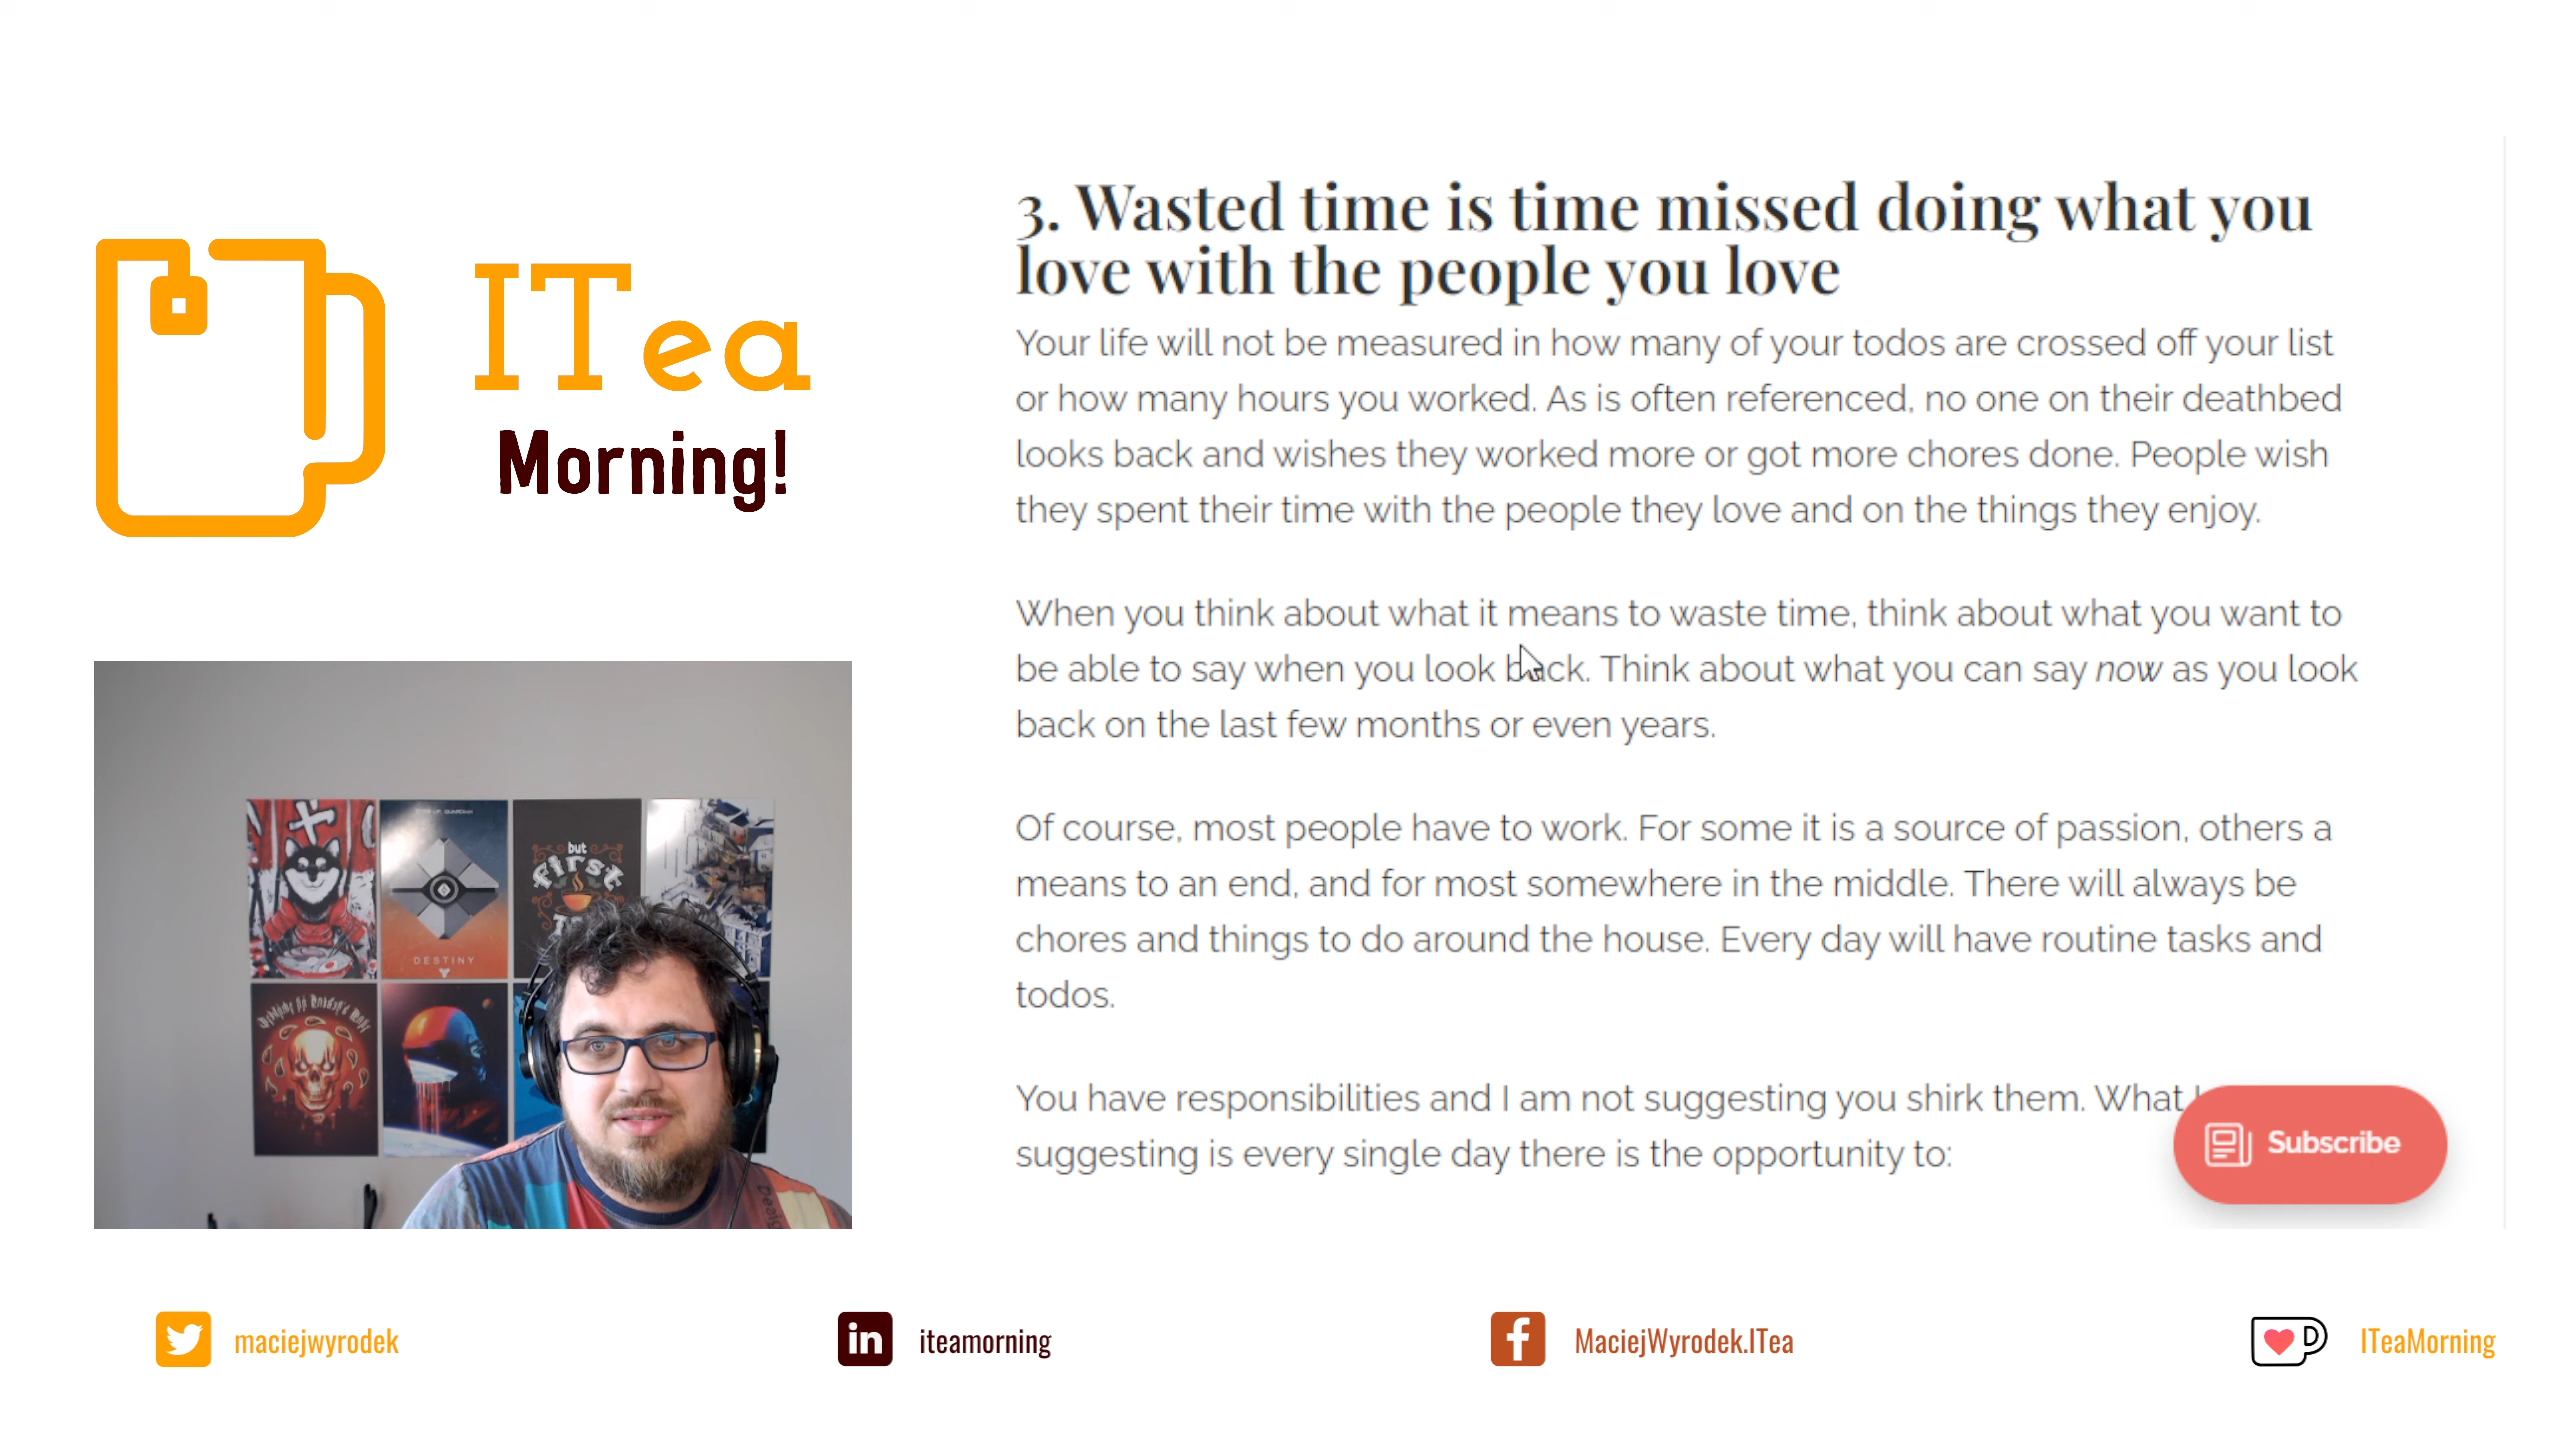 ITea
Morning!
3. Wasted time is time missed doing what you
love with the people you love
Your life will not be measured in how many of your todos are crossed off your list
or how many hours you worked. As is often referenced, no one on their deathbed
looks back and wishes they worked more or got more chores done. People wish
they spent their time with the people they love and on the things they enjoy.
When you think about what it means to waste time, think about what you want to
be able to say when you look back. Think about what you can say now as you look
back on the last few months or even years.
Of course, most people have to work. For some it is a source of passion, others a
means to an end, and for most somewhere in the middle. There will always be
chores and things to do around the house. Every day will have routine tasks and
todos.
You have responsibilities and I am not suggesting you shirk them. What
suggesting is every single day there is the opportunity to:
Subscribe
but
first
DESTINY
maciejwyrodek
in
iteamorning
MaciejWyrodek.ITea
ITeaMorning